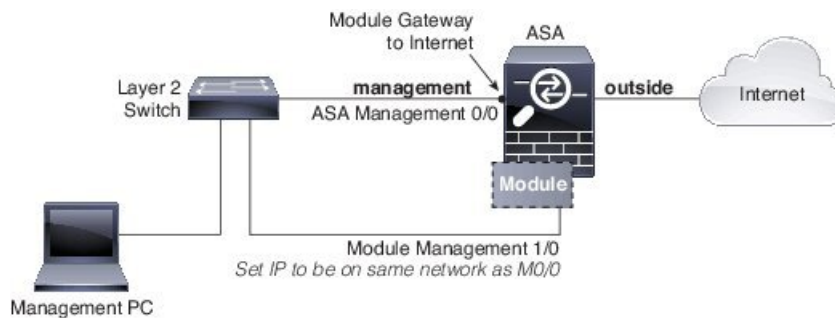 Module Gateway
to Internet
ASA
Layer 2
Switch
management
ASA Management 0/0
outside
Internet
Module
Module Management 1/0
Set IP to be on same network as M0/0
Management PC